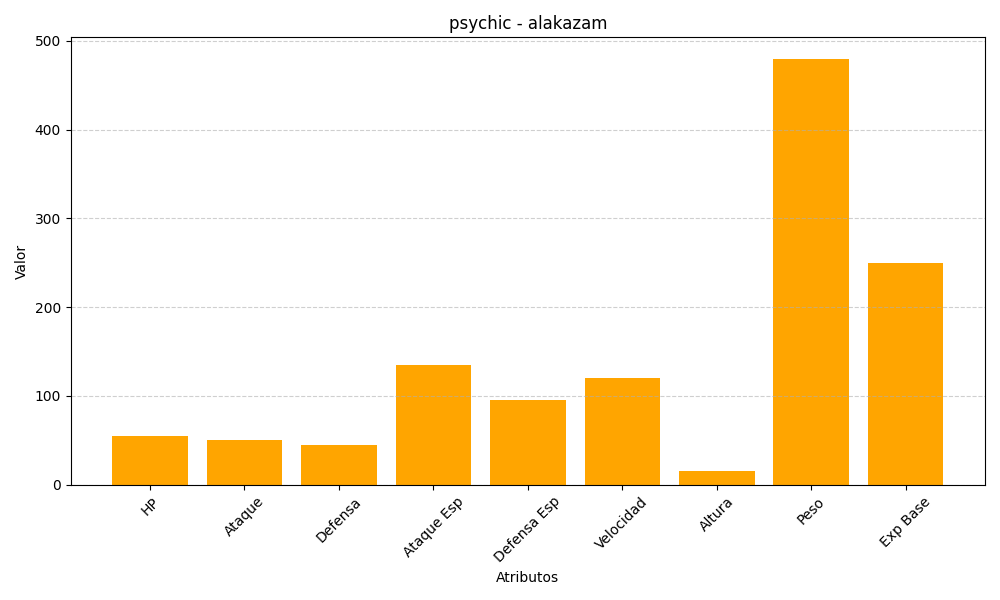 psychic - alakazam
500
400
300
200
100
0
Valor
HP
Ataque
Defensa
Ataque Esp
Defensa Esp
Velocidad
Altura
Peso
Exp Base
Atributos